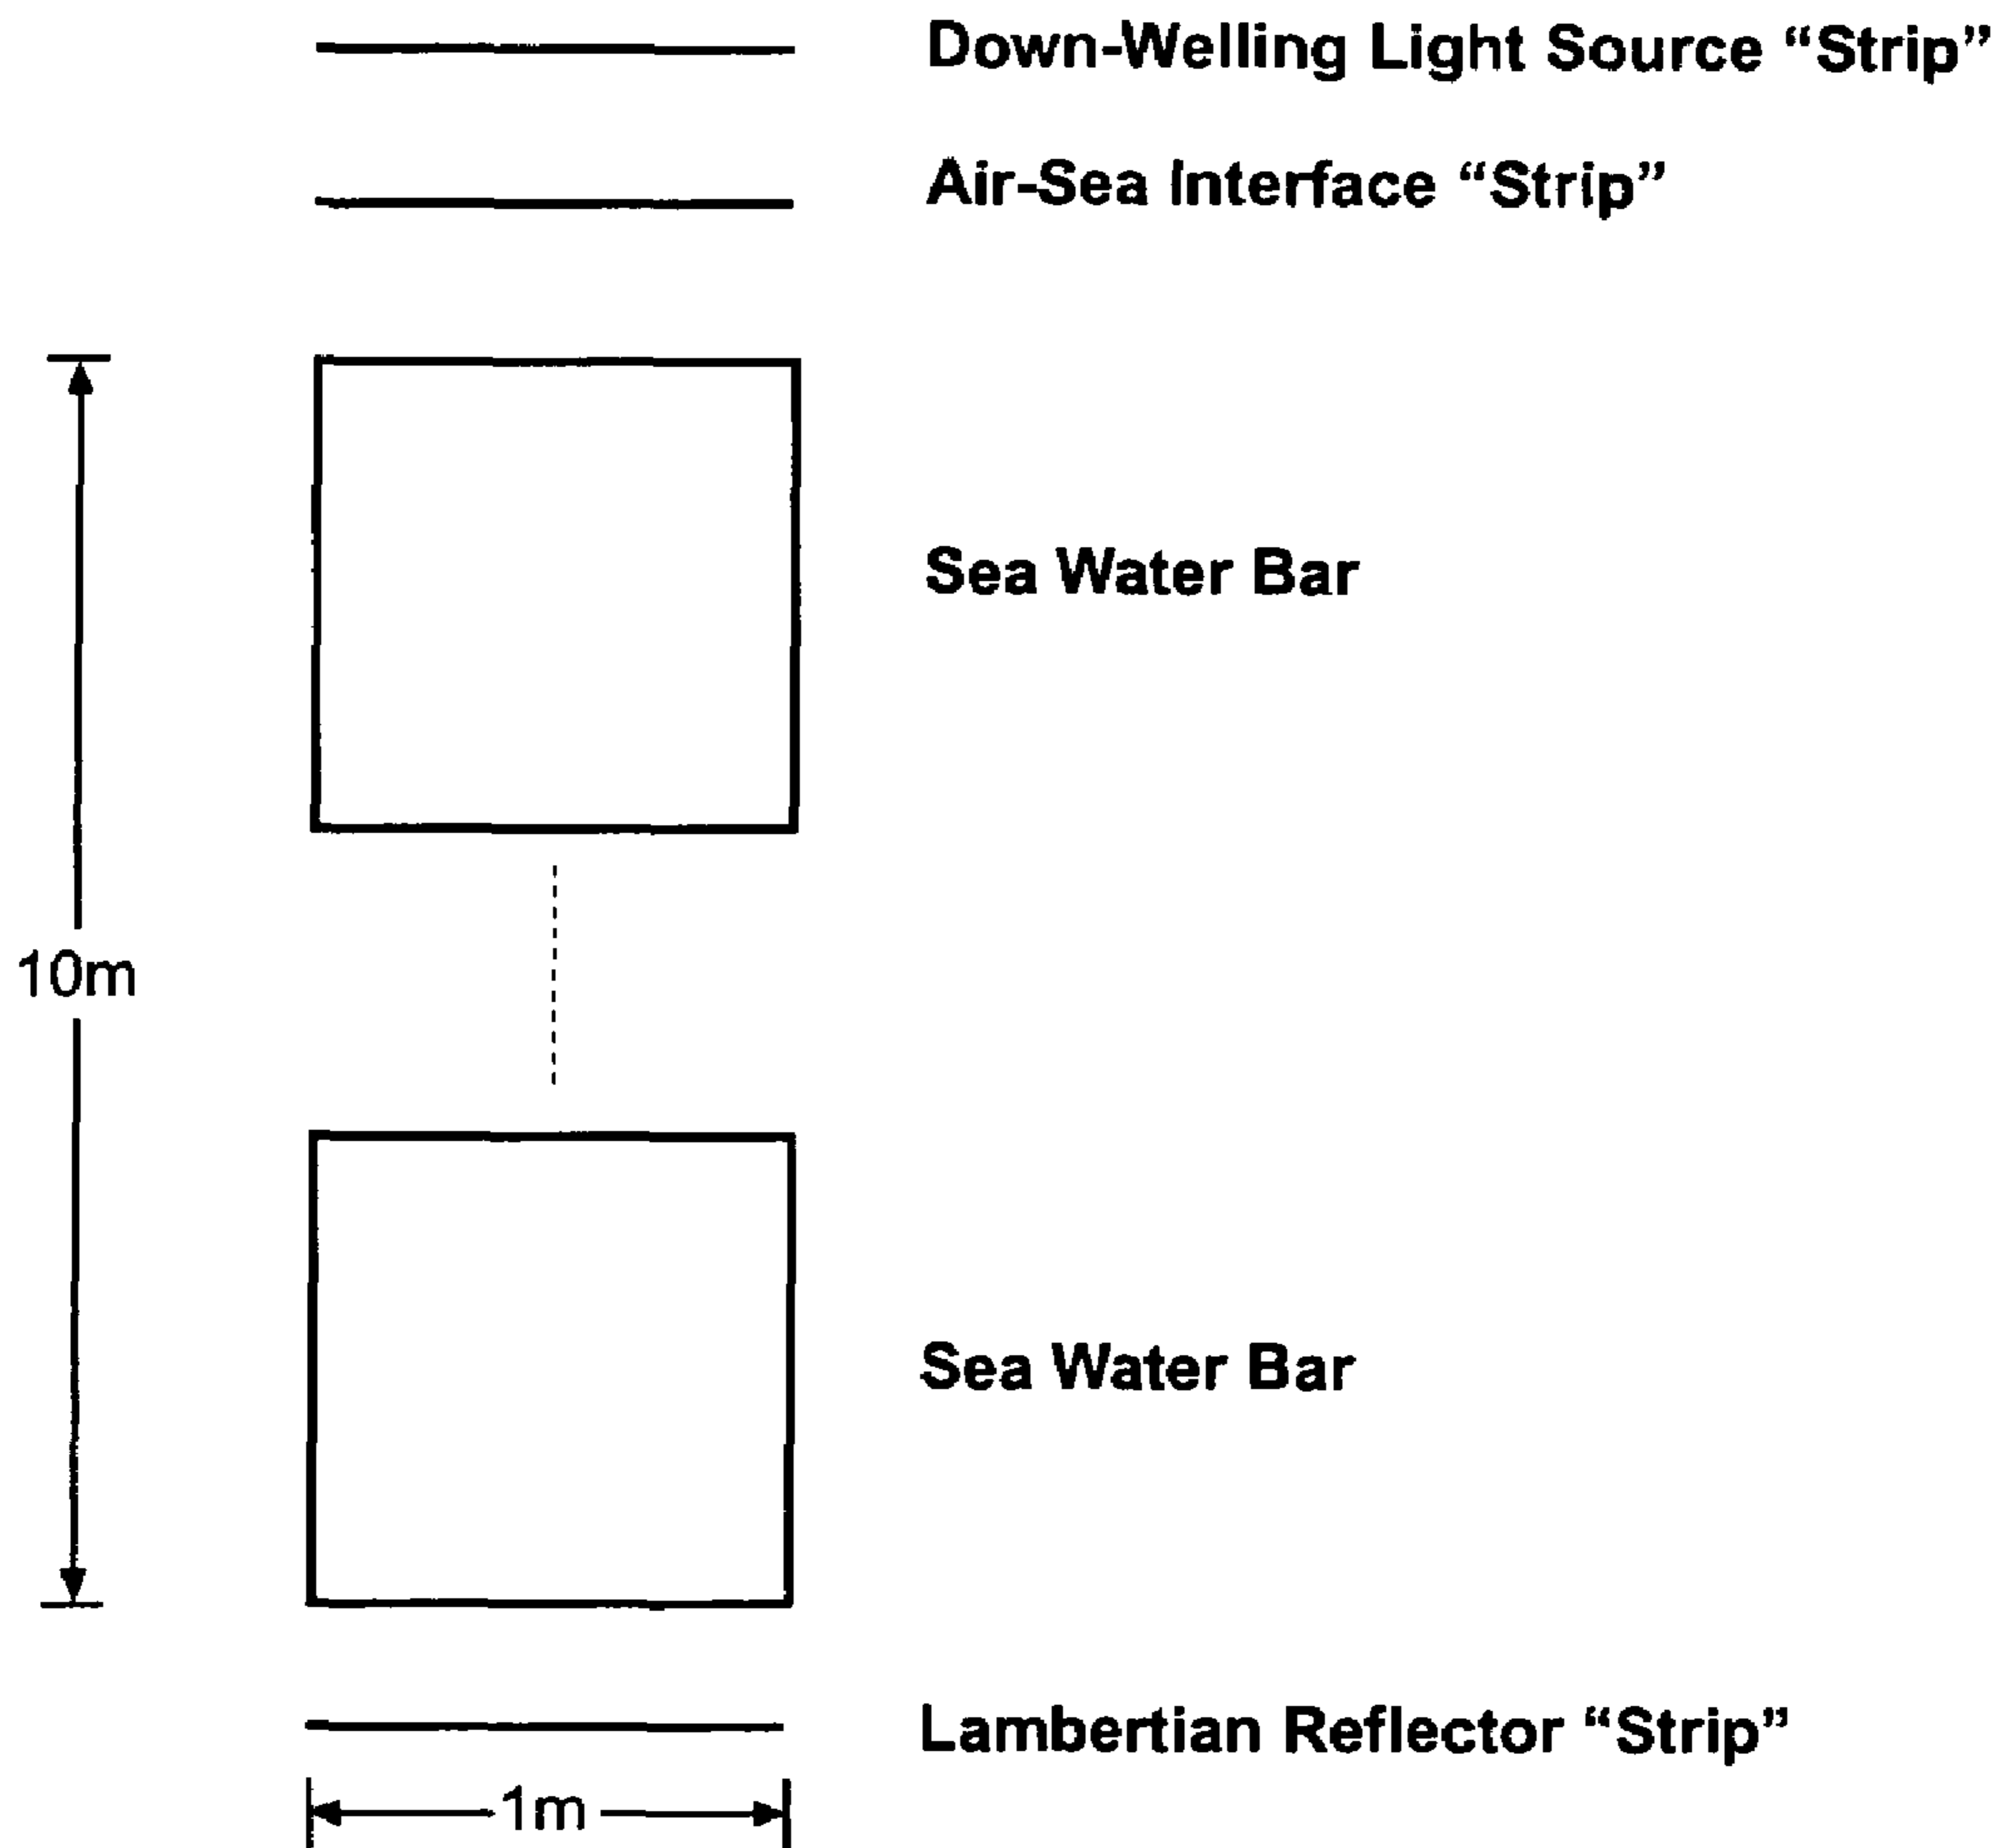 Down-Welling Light Source “Strip”
Air-Sea Interface “Strip”
Sea Water Bar
10m
Sea Water Bar
Lambertian Reflector “Strip”
1m